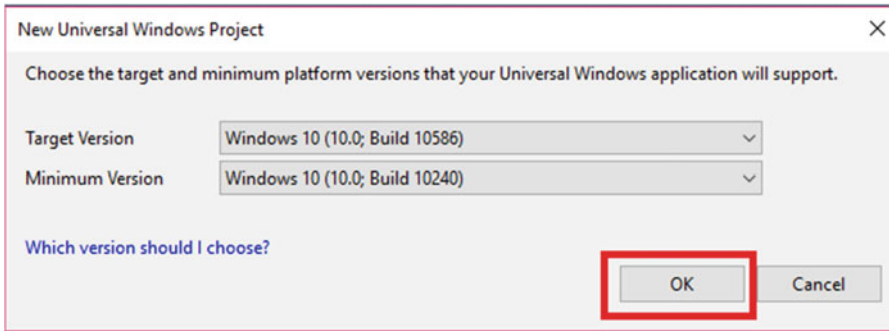 New Universal Windows Project
Choose the target and minimum platform versions that your Universal Windows application will support.
Target Version Windows 10 (10.0; Build 10586)
Minimum Version Windows 10 (10.0; Build 10240)
Which version should I choose?
OK Cancel